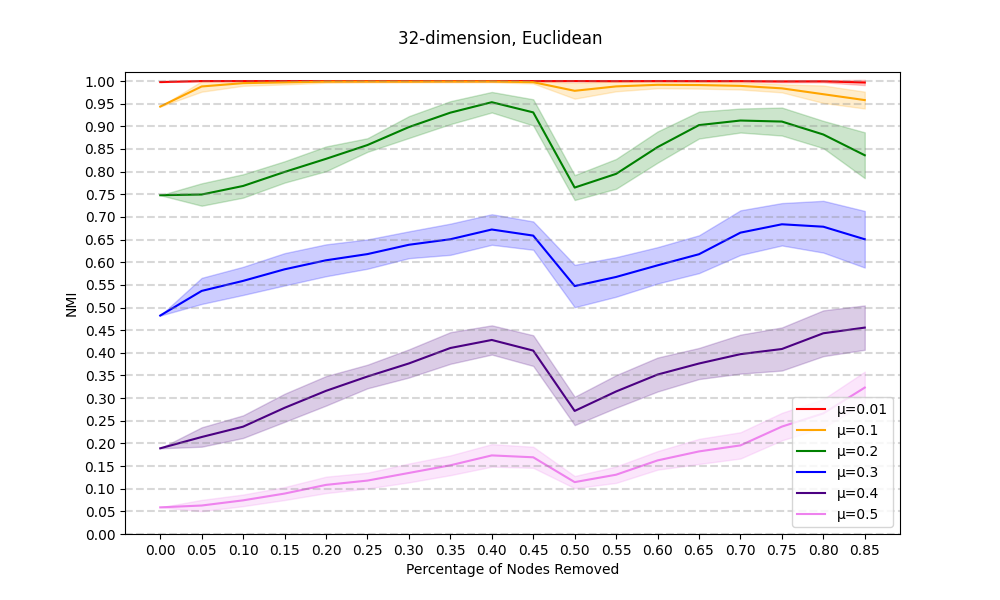 32-dimension, Euclidean
1.00
0.95
0.90
0.85
0.80
0.75
0.70
0.65
0.60
0.55
0.50
0.45
0.40
0.35
0.30
0.25
0.20
0.15
0.10
0.05
0.00
NMI
μ=0.01
μ=0.1
μ=0.2
μ=0.3
μ=0.4
μ=0.5
0.00 0.05 0.10 0.15 0.20 0.25 0.30 0.35 0.40 0.45 0.50 0.55 0.60 0.65 0.70 0.75 0.80 0.85
Percentage of Nodes Removed